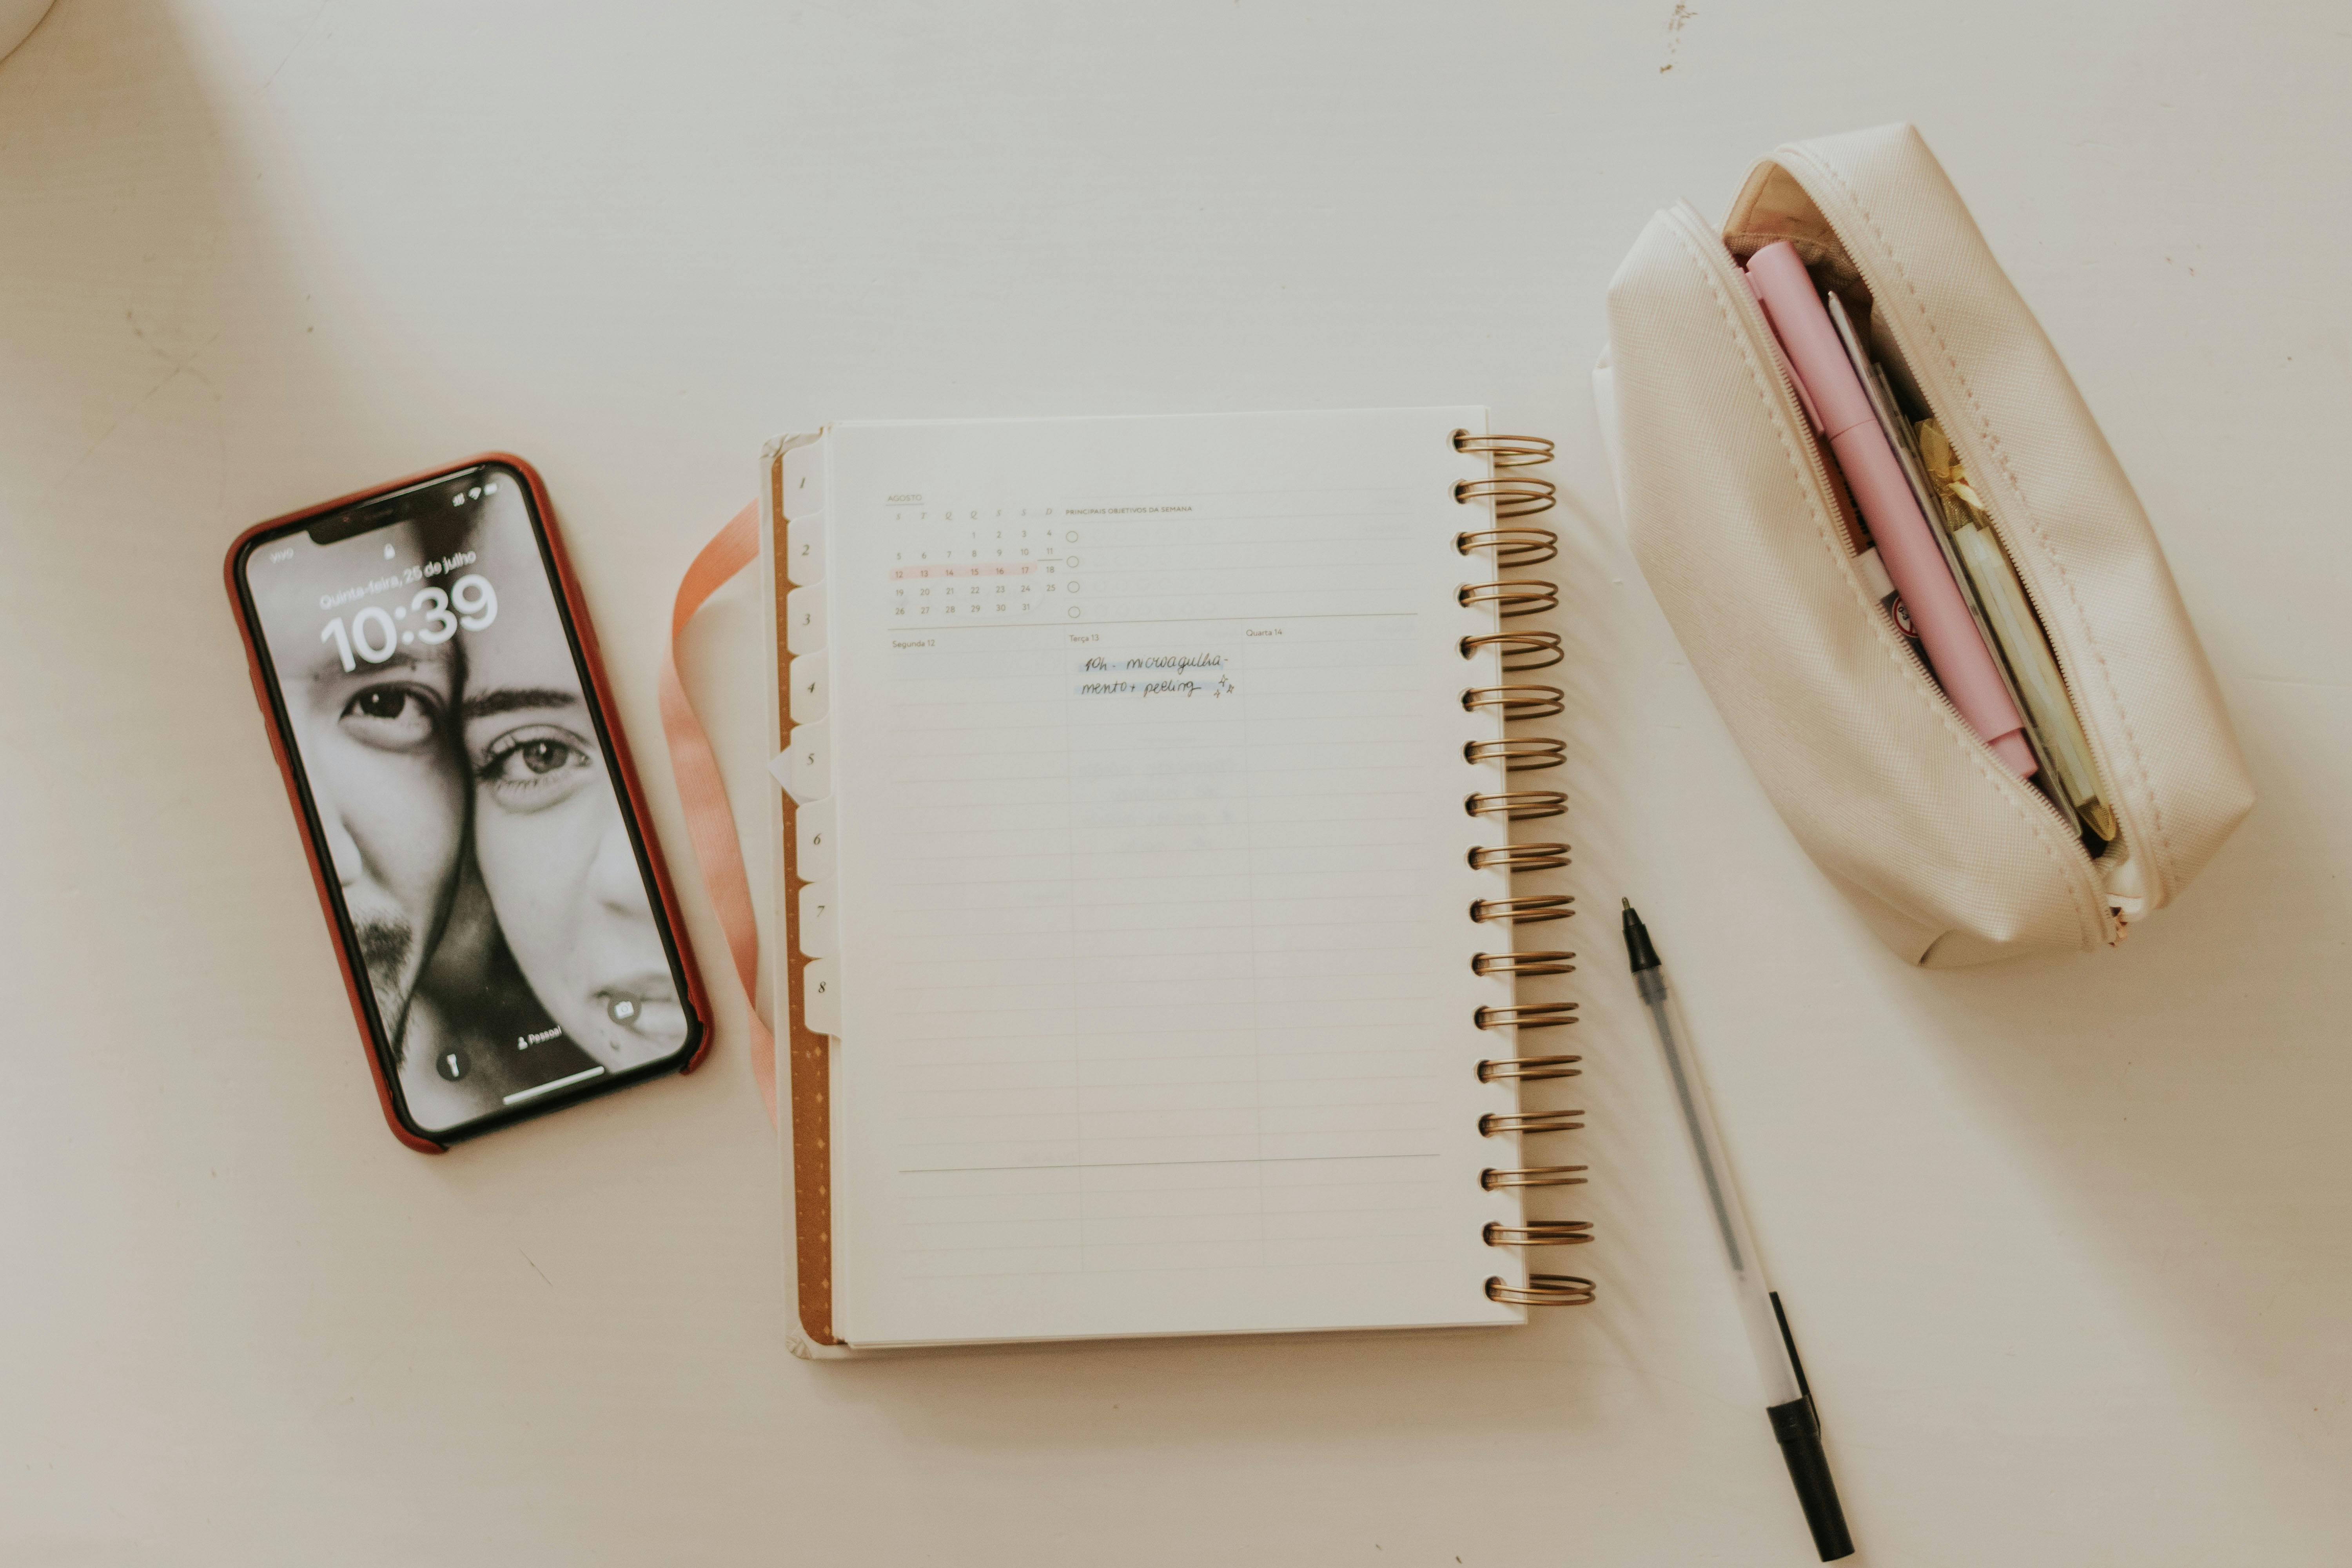 vivo
Quinta-feira, 25 de julho
10:39
Pessoal
1
2
3
4
5
6
7
8
AGOSTO
S T Q Q S S D
1 2 3 4
5 6 7 8 9 10 11
12 13 14 15 16 17 18
19 20 21 22 23 24 25
26 27 28 29 30 31
PRINCIPAIS OBJETIVOS DA SEMANA
Segunda 12
Terça 13
Quarta 14
10h - microagulha-
mento + peeling